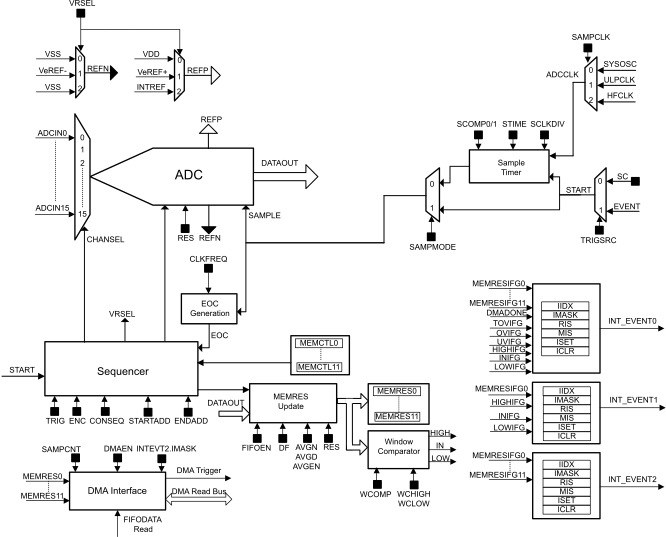 VRSEL
VSS
VeREF-
VSS
0
1
2
REFN
VDD
VeREF+
INTREF
0
1
2
REFP
SAMPCLK
ADCCLK
0
1
2
SYSOSC
ULPCLK
HFCLK
ADCIN0
ADCIN15
0
1
2
15
CHANSEL
ADC
REFP
DATAOUT
RES
REFN
SAMPLE
SCOMP0/1
STIME
SCLKDIV
Sample
Timer
0
1
SAMPMODE
START
0
1
SC
EVENT
TRIGSRC
CLKFREQ
EOC
Generation
EOC
VRSEL
START
Sequencer
TRIG
ENC
CONSEQ
STARTADD
ENDADD
MEMCTL0
MEMCTL11
DATAOUT
MEMRES
Update
FIFOEN
DF
AVGN
AVGD
AVGEN
RES
MEMRES0
MEMRES11
Window
Comparator
HIGH
IN
LOW
WCOMP
WCHIGH
WCLOW
SAMPCNT
DMAEN
INTEVT2.IMASK
MEMRES0
MEMRES11
DMA Interface
DMA Trigger
DMA Read Bus
FIFODATA
Read
MEMRESIFG0
MEMRESIFG11
DMADONE
TOVIFG
OVIFG
UVIFG
HIGHIFG
INIFG
LOWIFG
IIDX
IMASK
RIS
MIS
ISET
ICLR
INT_EVENT0
MEMRESIFG0
HIGHIFG
INIFG
LOWIFG
IIDX
IMASK
RIS
MIS
ISET
ICLR
INT_EVENT1
MEMRESIFG0
MEMRESIFG11
IIDX
IMASK
RIS
MIS
ISET
ICLR
INT_EVENT2